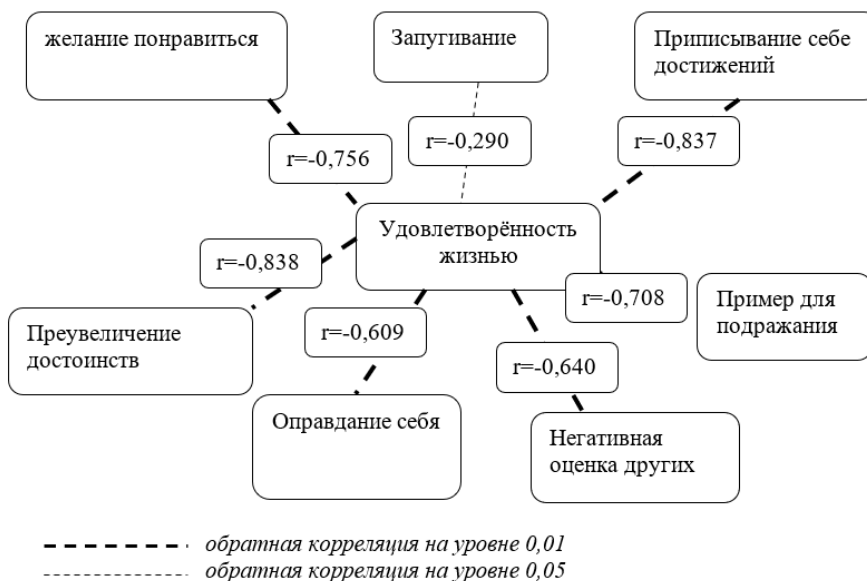 желание понравиться
Запугивание
Приписывание себе
достижений
r=-0,756
r=-0,290
r=-0,837
Удовлетворённость
жизнью
r=-0,838
r=-0,708
Пример для
подражания
Преувеличение
достоинств
r=-0,609
r=-0,640
Оправдание себя
Негативная
оценка других
обратная корреляция на уровне 0,01
обратная корреляция на уровне 0,05